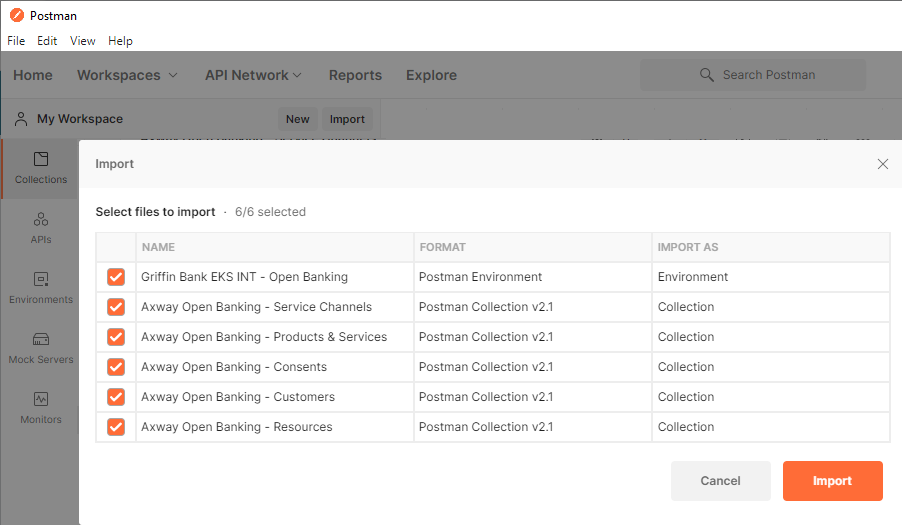 Postman
File Edit View Help
Home Workspaces API Network Reports Explore Search Postman
My Workspace New Import
Collections
APIs
Environments
Mock Servers
Monitors
Import
Select files to import · 6/6 selected
NAME FORMAT IMPORT AS
Griffin Bank EKS INT - Open Banking Postman Environment Environment
Axway Open Banking - Service Channels Postman Collection v2.1 Collection
Axway Open Banking - Products & Services Postman Collection v2.1 Collection
Axway Open Banking - Consents Postman Collection v2.1 Collection
Axway Open Banking - Customers Postman Collection v2.1 Collection
Axway Open Banking - Resources Postman Collection v2.1 Collection
Cancel Import